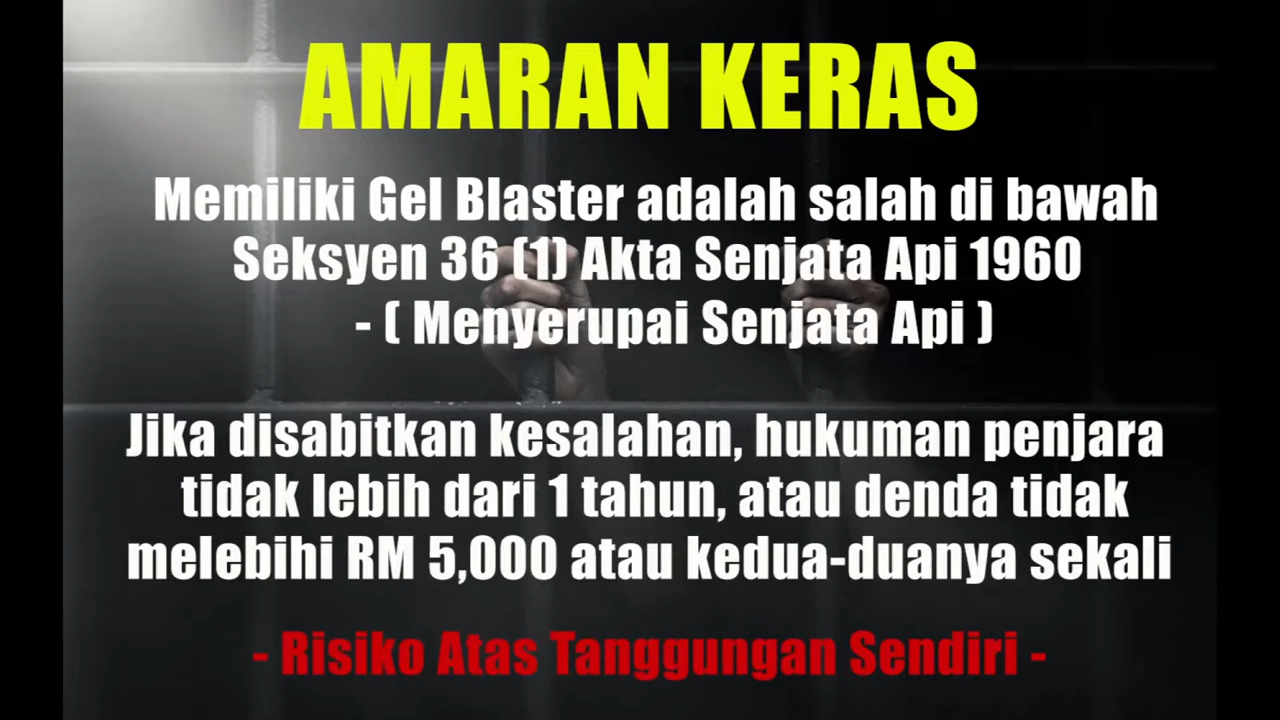 AMARAN KERAS
Memiliki Gel Blaster adalah salah di bawah
Seksyen 36 (1) Akta Senjata Api 1960
- ( Menyerupai Senjata Api )
Jika disabitkan kesalahan, hukuman penjara
tidak lebih dari 1 tahun, atau denda tidak
melebihi RM 5,000 atau kedua-duanya sekali
- Risiko Atas Tanggungan Sendiri -